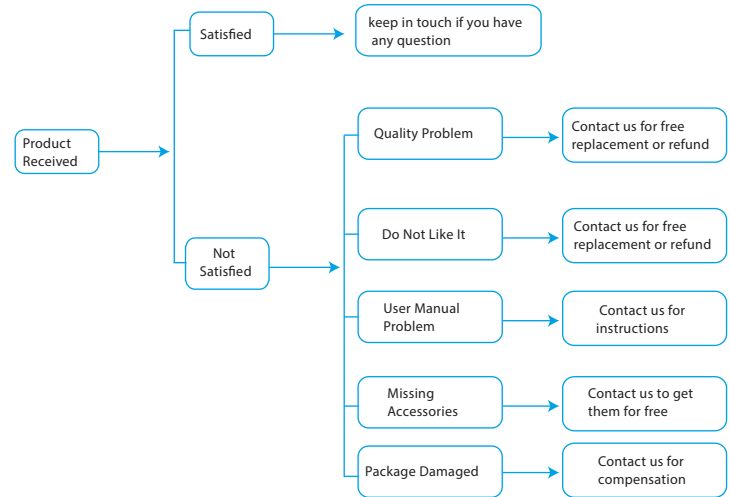 Product
Received
Satisfied
keep in touch if you have
any question
Not
Satisfied
Quality Problem
Contact us for free
replacement or refund
Do Not Like It
Contact us for free
replacement or refund
User Manual
Problem
Contact us for
instructions
Missing
Accessories
Contact us to get
them for free
Package Damaged
Contact us for
compensation